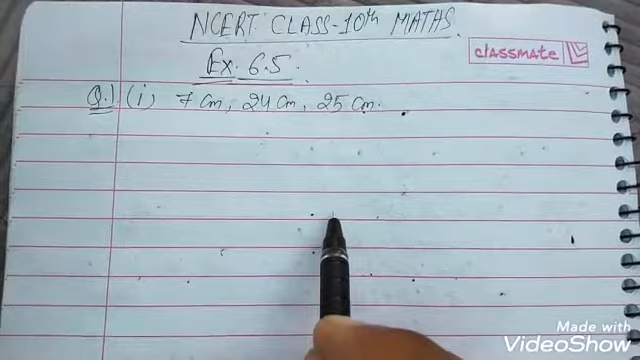 NCERT CLASS-10th MATHS
classmate
Ex. 6.5.
Q.1 (i) 7 cm, 24 cm, 25 cm.
Made with
VideoShow